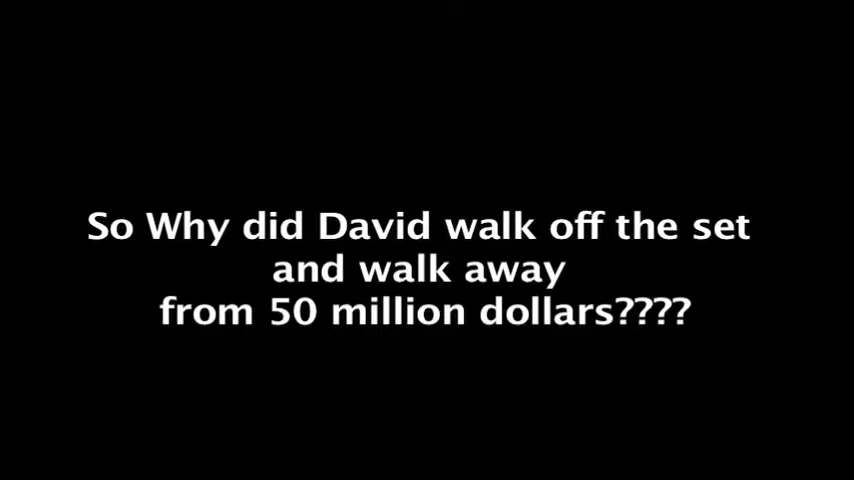 So Why did David walk off the set
and walk away
from 50 million dollars????